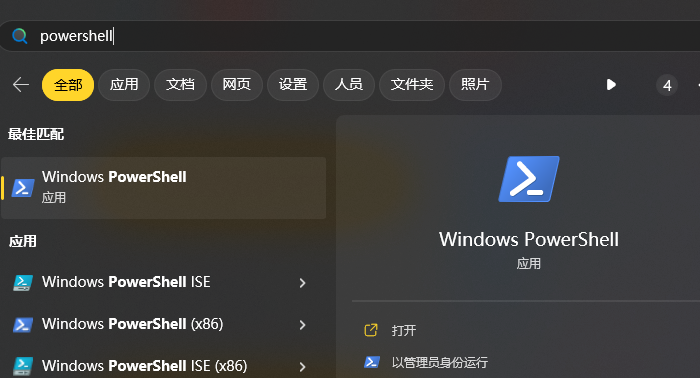 powershell
全部 应用 文档 网页 设置 人员 文件夹 照片 4
最佳匹配
Windows PowerShell
应用
应用
Windows PowerShell ISE
Windows PowerShell (x86)
Windows PowerShell ISE (x86)
Windows PowerShell
应用
打开
以管理员身份运行